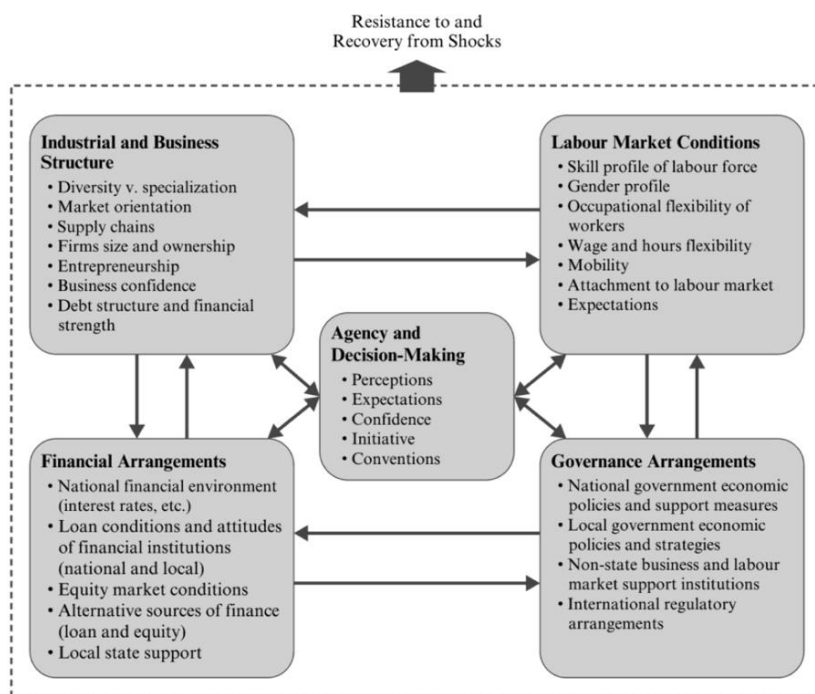 Resistance to and
Recovery from Shocks
Industrial and Business
Structure
• Diversity v. specialization
• Market orientation
• Supply chains
• Firms size and ownership
• Entrepreneurship
• Business confidence
• Debt structure and financial
strength
Labour Market Conditions
• Skill profile of labour force
• Gender profile
• Occupational flexibility of
workers
• Wage and hours flexibility
• Mobility
• Attachment to labour market
• Expectations
Agency and
Decision-Making
• Perceptions
• Expectations
• Confidence
• Initiative
• Conventions
Financial Arrangements
• National financial environment
(interest rates, etc.)
• Loan conditions and attitudes
of financial institutions
(national and local)
• Equity market conditions
• Alternative sources of finance
(loan and equity)
• Local state support
Governance Arrangements
• National government economic
policies and support measures
• Local government economic
policies and strategies
• Non-state business and labour
market support institutions
• International regulatory
arrangements